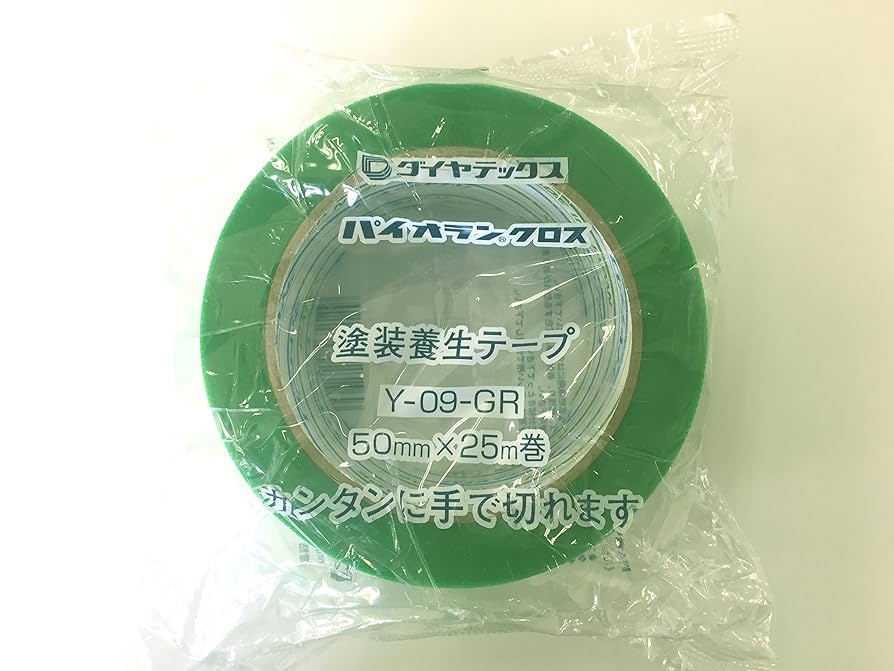 ダイヤテックス
パイオラン®クロス
塗装養生テープ
Y-09-GR
50mm×25m巻
カンタンに手で切れます